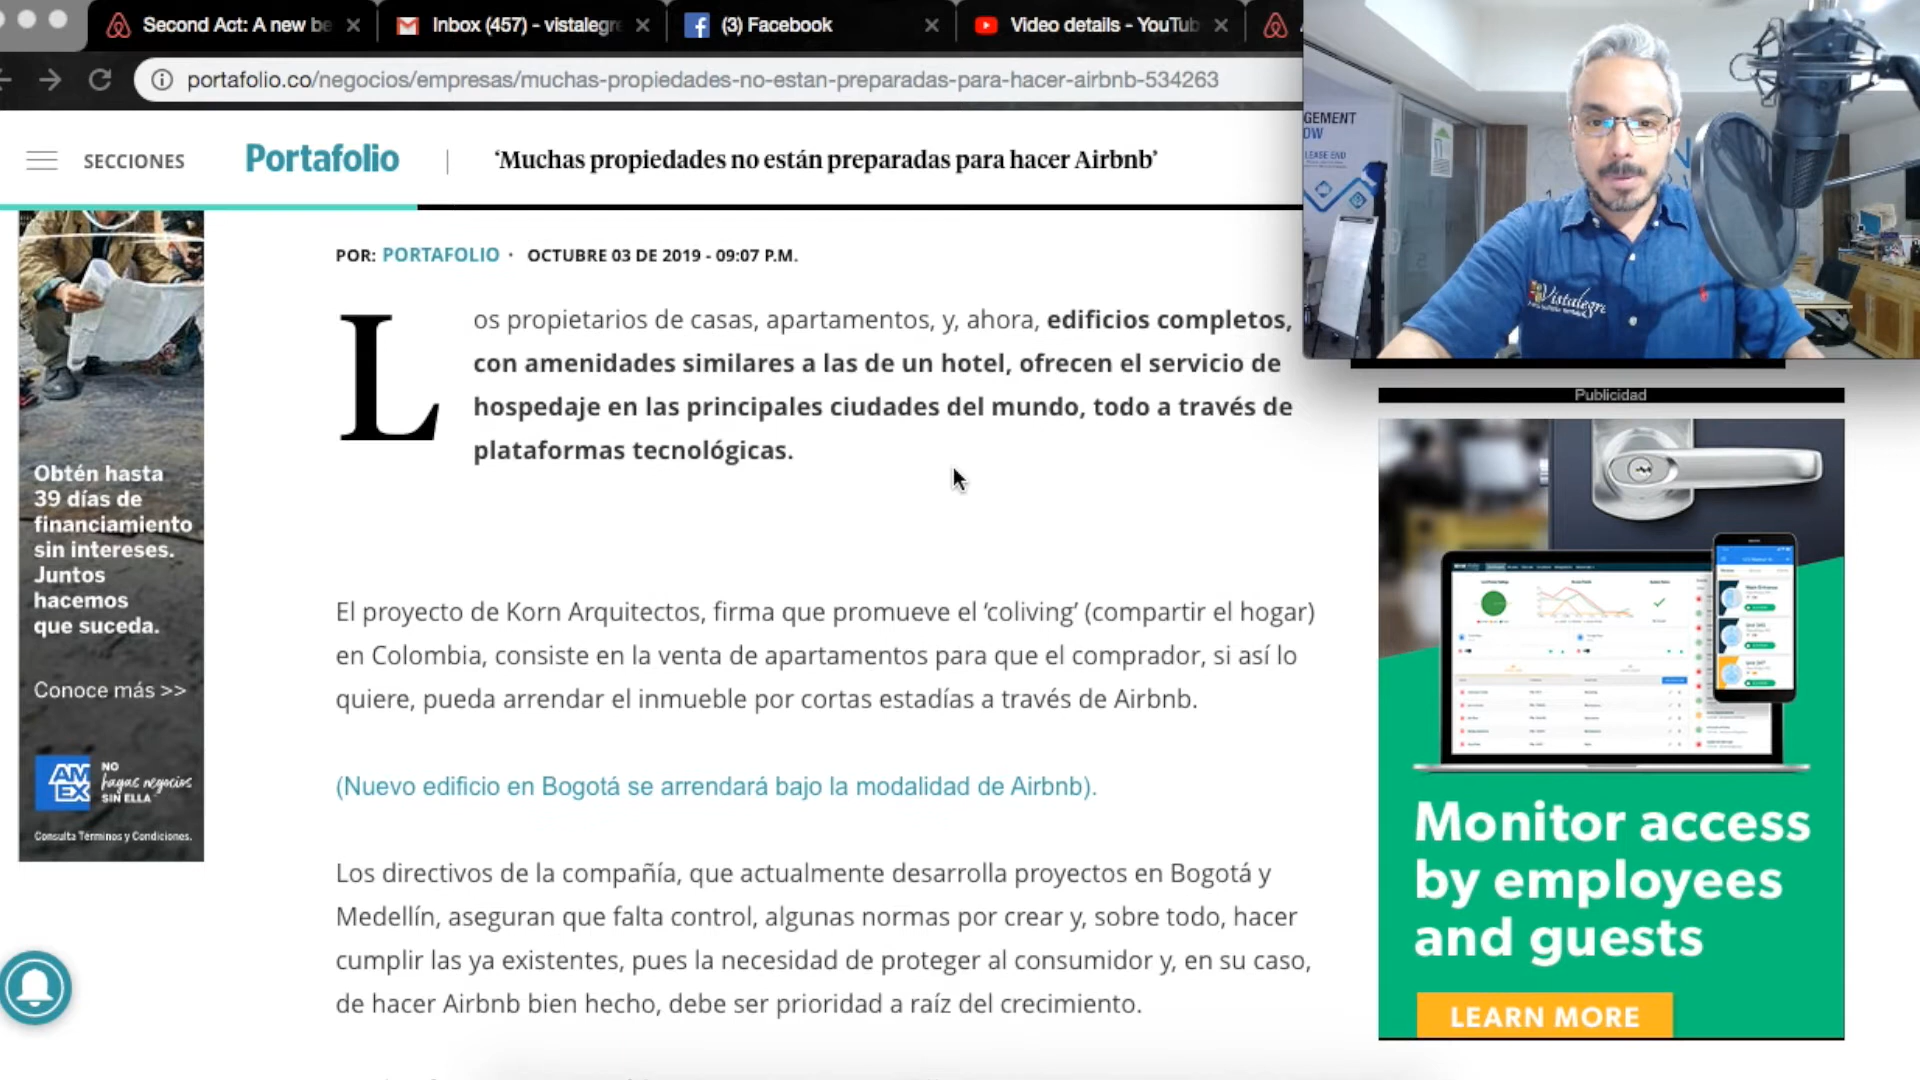 Second Act: A new be
Inbox (457) - vistalegr
(3) Facebook
Video details - YouTub
portafolio.co/negocios/empresas/muchas-propiedades-no-estan-preparadas-para-hacer-airbnb-534263
SECCIONES
Portafolio
‘Muchas propiedades no están preparadas para hacer Airbnb’
GEMENT
OW
LEASE END
Vistalegre
POR: PORTAFOLIO · OCTUBRE 03 DE 2019 - 09:07 P.M.
Los propietarios de casas, apartamentos, y, ahora, edificios completos,
con amenidades similares a las de un hotel, ofrecen el servicio de
hospedaje en las principales ciudades del mundo, todo a través de
plataformas tecnológicas.
El proyecto de Korn Arquitectos, firma que promueve el ‘coliving’ (compartir el hogar)
en Colombia, consiste en la venta de apartamentos para que el comprador, si así lo
quiere, pueda arrendar el inmueble por cortas estadías a través de Airbnb.
(Nuevo edificio en Bogotá se arrendará bajo la modalidad de Airbnb).
Los directivos de la compañía, que actualmente desarrolla proyectos en Bogotá y
Medellín, aseguran que falta control, algunas normas por crear y, sobre todo, hacer
cumplir las ya existentes, pues la necesidad de proteger al consumidor y, en su caso,
de hacer Airbnb bien hecho, debe ser prioridad a raíz del crecimiento.
Obtén hasta
39 días de
financiamiento
sin intereses.
Juntos
hacemos
que suceda.
Conoce más >>
AM
EX
NO
hagas negocios
SIN ELLA
Consulta Términos y Condiciones.
Publicidad
Monitor access
by employees
and guests
LEARN MORE